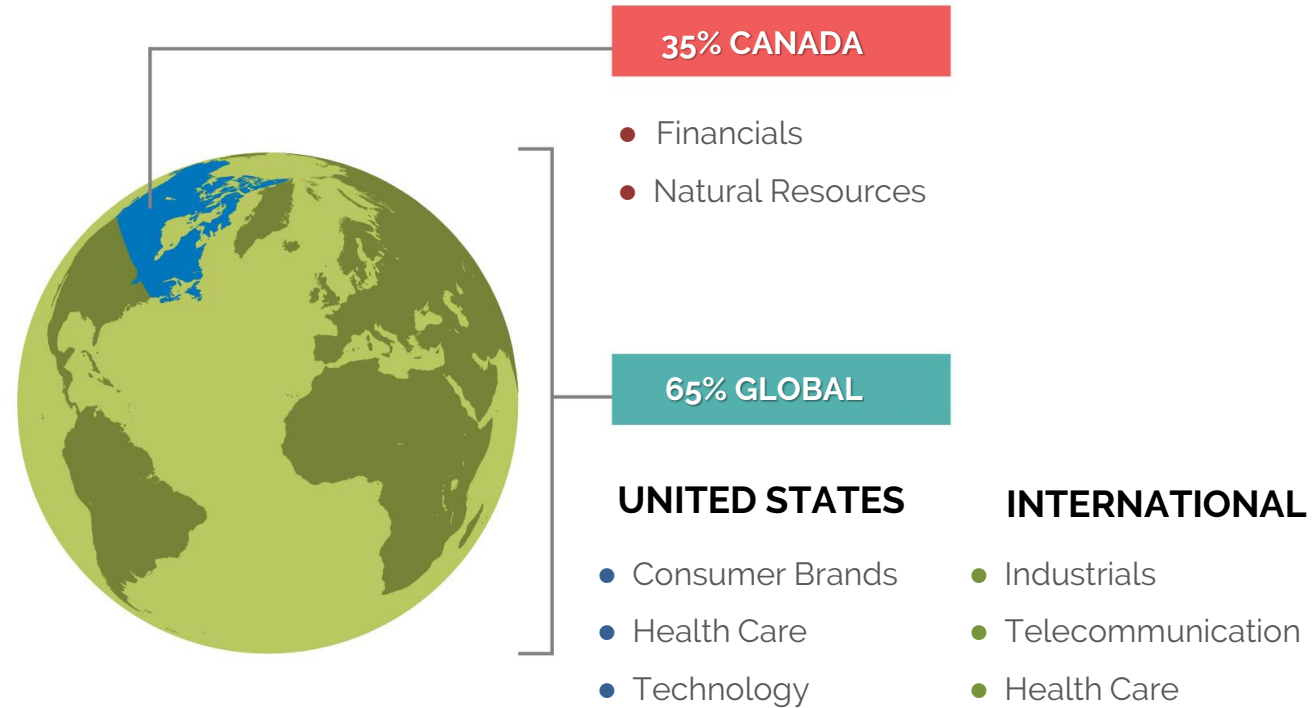 35% CANADA
● Financials
● Natural Resources
65% GLOBAL
UNITED STATES
● Consumer Brands
● Health Care
● Technology
INTERNATIONAL
● Industrials
● Telecommunication
● Health Care